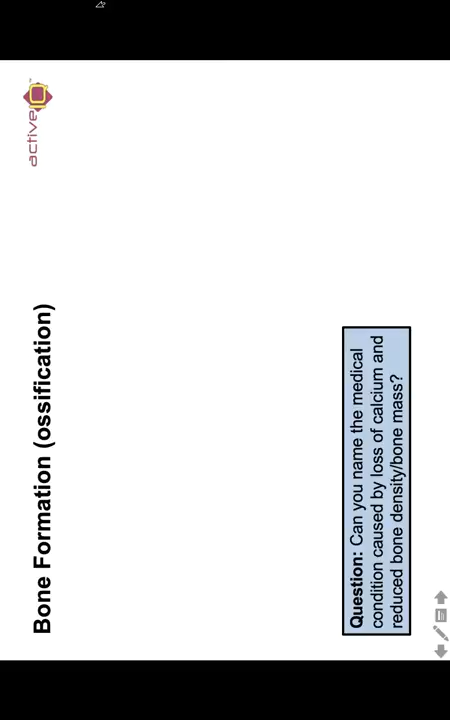 activeIQ™
Bone Formation (ossification)
Question: Can you name the medical
condition caused by loss of calcium and
reduced bone density/bone mass?